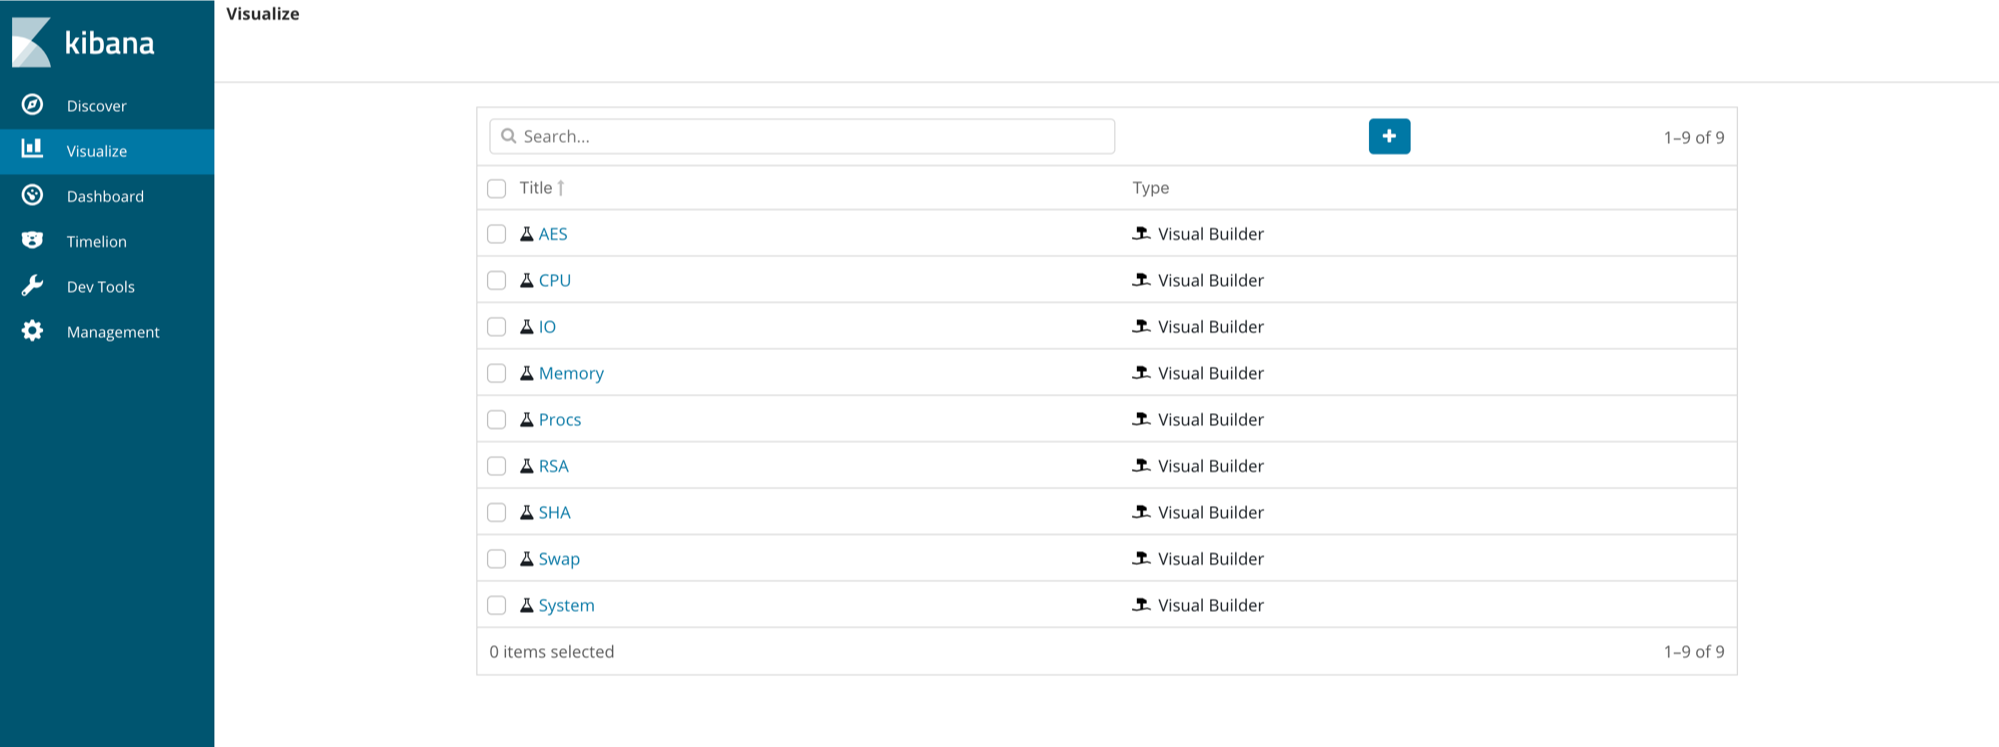 kibana
Discover
Visualize
Dashboard
Timelion
Dev Tools
Management
Visualize
Search...
+
1–9 of 9
Title ↑ Type
AES Visual Builder
CPU Visual Builder
IO Visual Builder
Memory Visual Builder
Procs Visual Builder
RSA Visual Builder
SHA Visual Builder
Swap Visual Builder
System Visual Builder
0 items selected 1–9 of 9